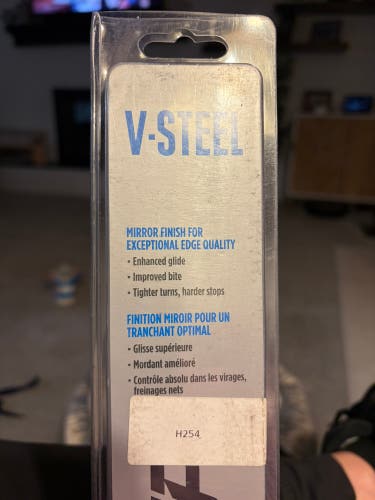 V-STEEL
MIRROR FINISH FOR
EXCEPTIONAL EDGE QUALITY
• Enhanced glide
• Improved bite
• Tighter turns, harder stops
FINITION MIROIR POUR UN
TRANCHANT OPTIMAL
• Glisse supérieure
• Mordant amélioré
• Contrôle absolu dans les virages,
freinages nets
H254